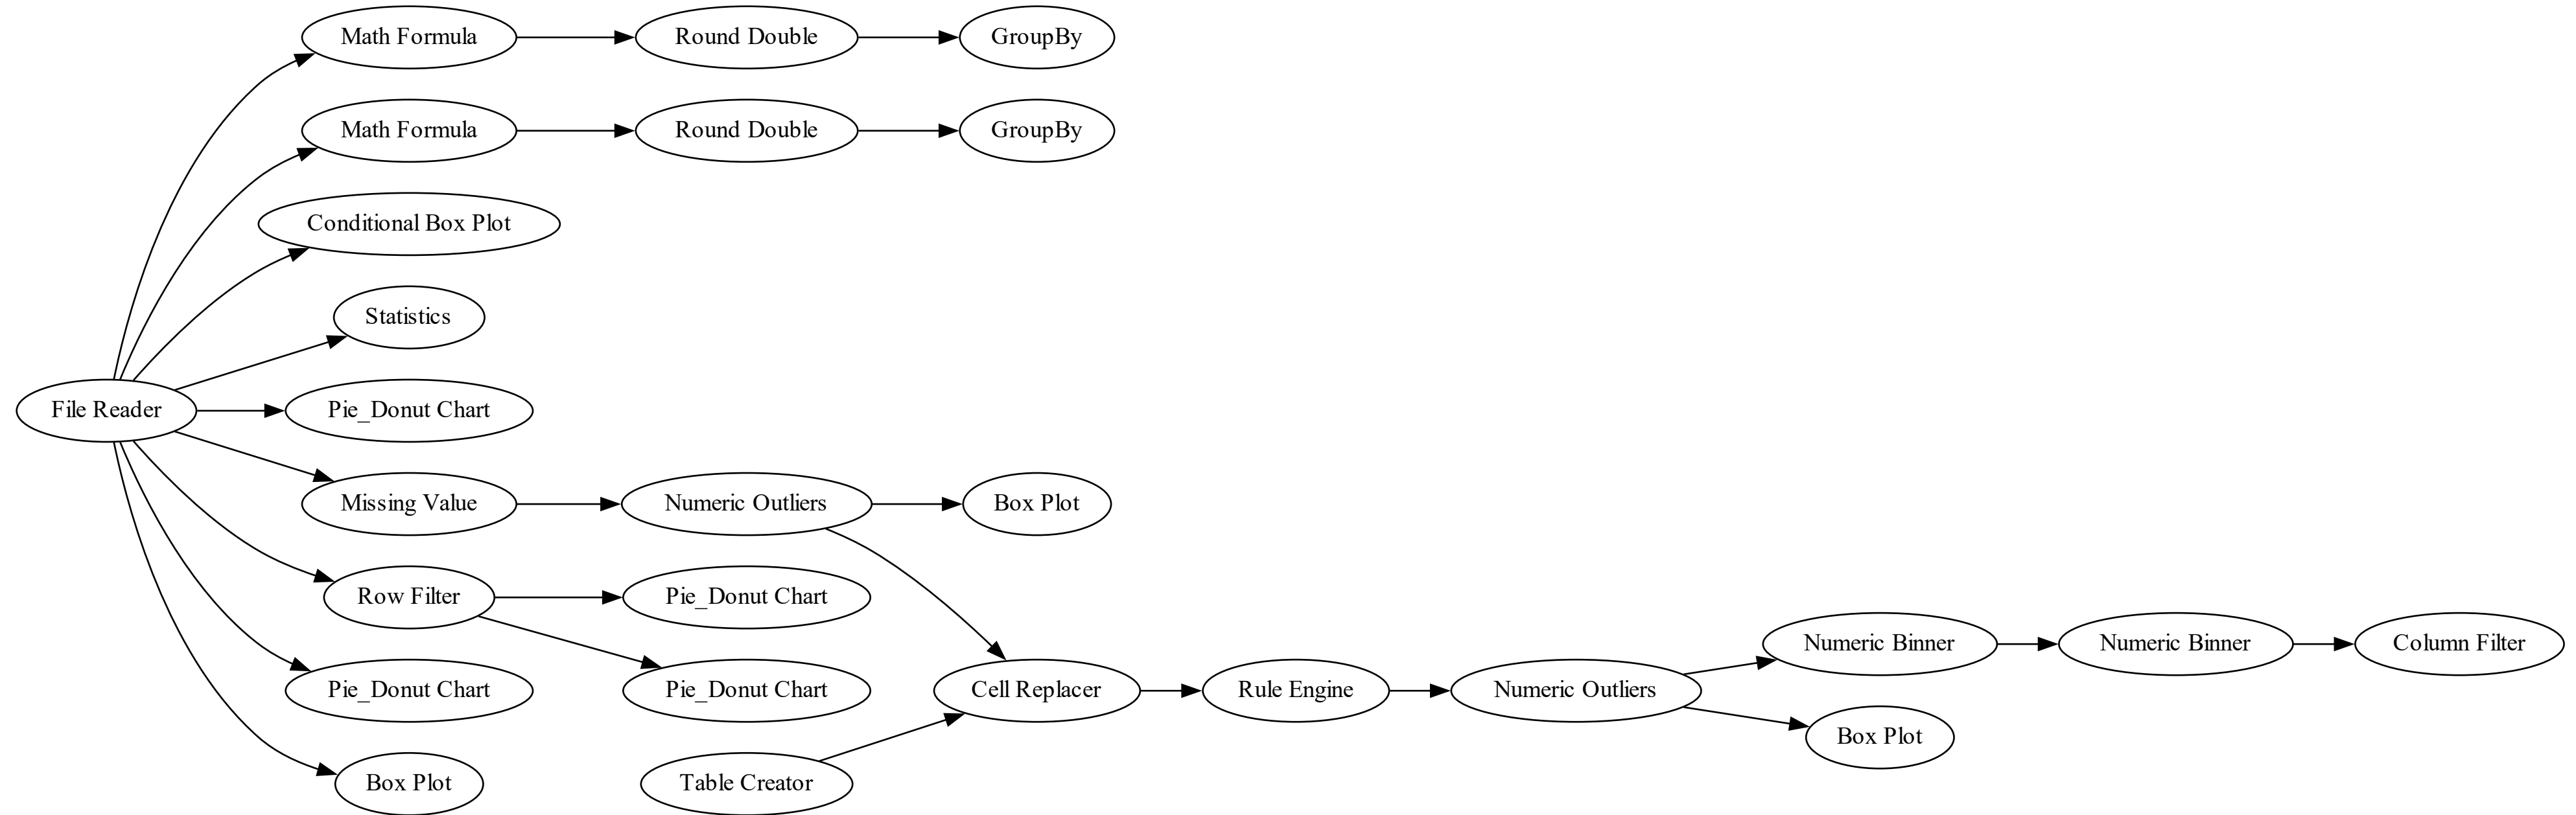 Math Formula
Round Double
GroupBy
Math Formula
Round Double
GroupBy
Conditional Box Plot
Statistics
File Reader
Pie_Donut Chart
Missing Value
Numeric Outliers
Box Plot
Row Filter
Pie_Donut Chart
Numeric Binner
Numeric Binner
Column Filter
Pie_Donut Chart
Pie_Donut Chart
Cell Replacer
Rule Engine
Numeric Outliers
Box Plot
Box Plot
Table Creator